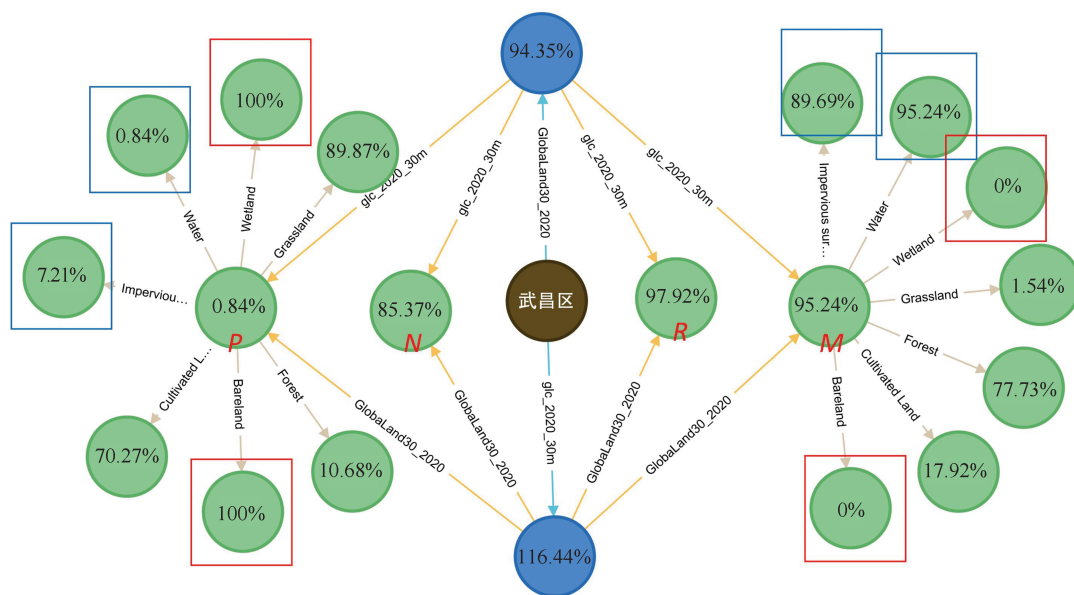 94.35%
100%
0.84%
89.87%
Wetland
Water
Grassland
7.21%
Imperviou...
0.84%
P
Cultivated L...
Bareland
Forest
70.27%
100%
10.68%
glc_2020_30m
glc_2020_30m
GlobaLand30_2020
glc_2020_30m
glc_2020_30m
85.37%
N
武昌区
97.92%
R
GlobaLand30_2020
GlobaLand30_2020
glc_2020_30m
GlobaLand30_2020
GlobaLand30_2020
116.44%
89.69%
95.24%
0%
Impervious sur...
Water
Wetland
Grassland
1.54%
95.24%
M
Forest
77.73%
Cultivated Land
Bareland
17.92%
0%